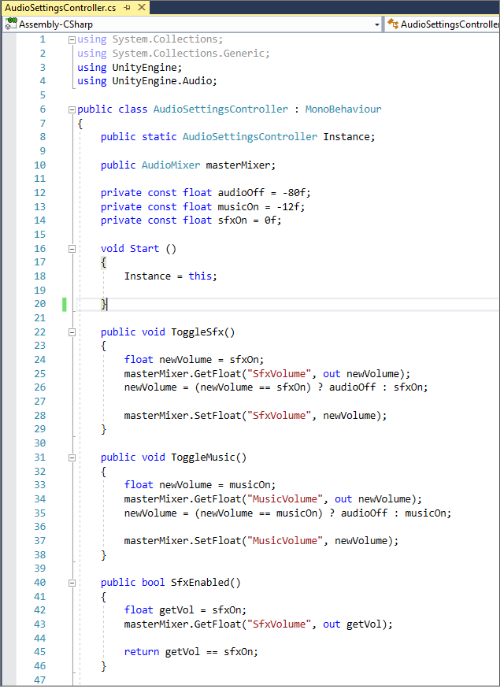 AudioSettingsController.cs
Assembly-CSharp
AudioSettingsController
1 using System.Collections;
2 using System.Collections.Generic;
3 using UnityEngine;
4 using UnityEngine.Audio;
5
6 public class AudioSettingsController : MonoBehaviour
7 {
8 public static AudioSettingsController Instance;
9
10 public AudioMixer masterMixer;
11
12 private const float audioOff = -80f;
13 private const float musicOn = -12f;
14 private const float sfxOn = 0f;
15
16 void Start ()
17 {
18 Instance = this;
19
20 }
21
22 public void ToggleSfx()
23 {
24 float newVolume = sfxOn;
25 masterMixer.GetFloat("SfxVolume", out newVolume);
26 newVolume = (newVolume == sfxOn) ? audioOff : sfxOn;
27
28 masterMixer.SetFloat("SfxVolume", newVolume);
29 }
30
31 public void ToggleMusic()
32 {
33 float newVolume = musicOn;
34 masterMixer.GetFloat("MusicVolume", out newVolume);
35 newVolume = (newVolume == musicOn) ? audioOff : musicOn;
36
37 masterMixer.SetFloat("MusicVolume", newVolume);
38 }
39
40 public bool SfxEnabled()
41 {
42 float getVol = sfxOn;
43 masterMixer.GetFloat("SfxVolume", out getVol);
44
45 return getVol == sfxOn;
46 }
47